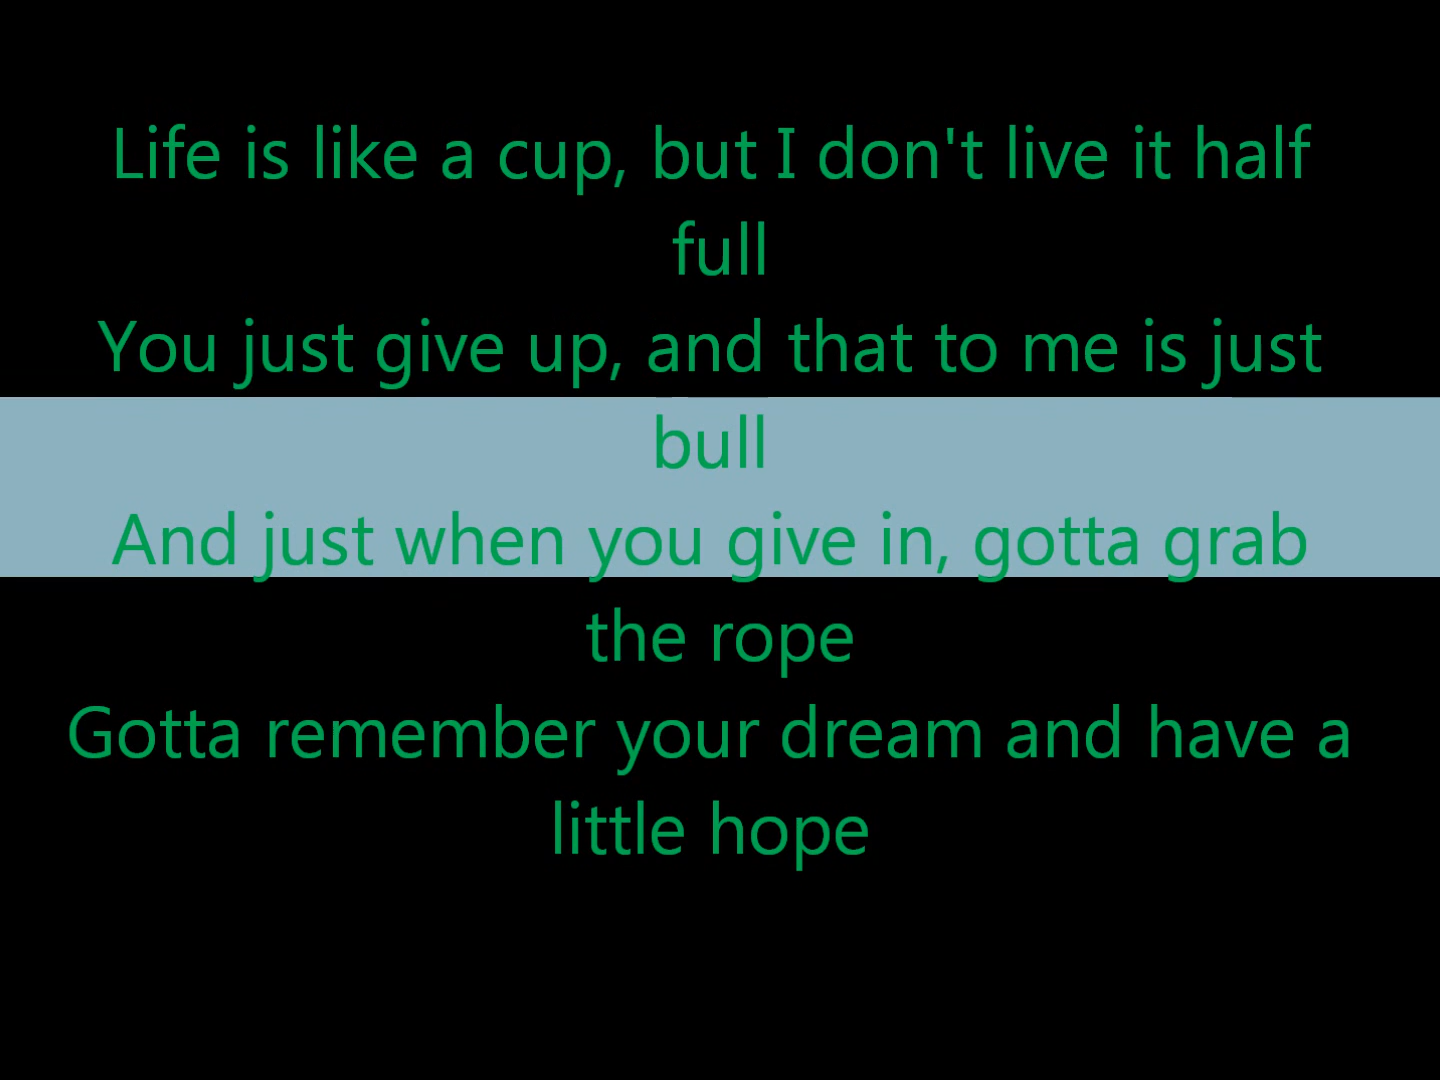 Life is like a cup, but I don't live it half
full
You just give up, and that to me is just
bull
And just when you give in, gotta grab
the rope
Gotta remember your dream and have a
little hope